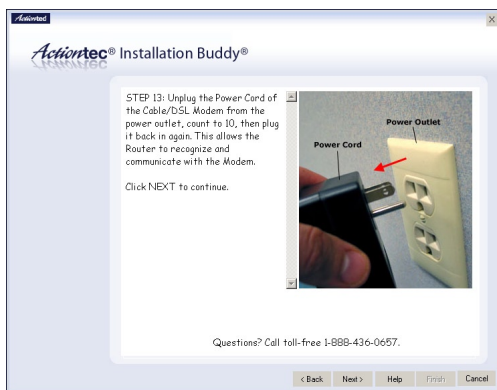 Actiontec
Actiontec® Installation Buddy®
STEP 13: Unplug the Power Cord of
the Cable/DSL Modem from the
power outlet, count to 10, then plug
it back in again. This allows the
Router to recognize and
communicate with the Modem.
Click NEXT to continue.
Power Outlet
Power Cord
Questions? Call toll-free 1-888-436-0657.
< Back Next > Help Finish Cancel